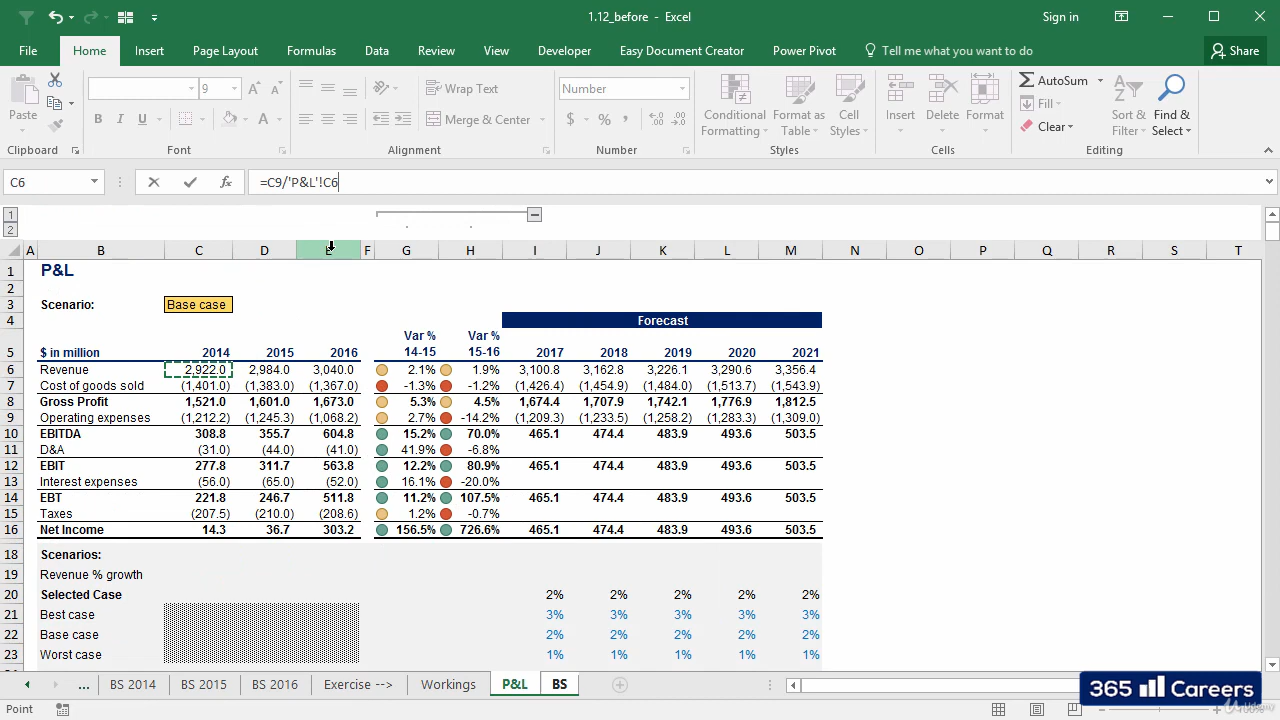 1.12_before - Excel
Sign in
File Home Insert Page Layout Formulas Data Review View Developer Easy Document Creator Power Pivot Tell me what you want to do Share
Paste
9
B I U
A A
Wrap Text
Merge & Center
Number
$ %
Conditional Formatting
Format as Table
Cell Styles
Insert Delete Format
AutoSum
Fill
Clear
Sort & Filter
Find & Select
Clipboard Font Alignment Number Styles Cells Editing
C6 fx =C9/'P&L'!C6
1
2
A B C D E F G H I J K L M N O P Q R S T
1 P&L
2
3 Scenario: Base case
4 Forecast
Var % Var %
5 $ in million 2014 2015 2016 14-15 15-16 2017 2018 2019 2020 2021
6 Revenue 2,922.0 2,984.0 3,040.0 2.1% 1.9% 3,100.8 3,162.8 3,226.1 3,290.6 3,356.4
7 Cost of goods sold (1,401.0) (1,383.0) (1,367.0) -1.3% -1.2% (1,426.4) (1,454.9) (1,484.0) (1,513.7) (1,543.9)
8 Gross Profit 1,521.0 1,601.0 1,673.0 5.3% 4.5% 1,674.4 1,707.9 1,742.1 1,776.9 1,812.5
9 Operating expenses (1,212.2) (1,245.3) (1,068.2) 2.7% -14.2% (1,209.3) (1,233.5) (1,258.2) (1,283.3) (1,309.0)
10 EBITDA 308.8 355.7 604.8 15.2% 70.0% 465.1 474.4 483.9 493.6 503.5
11 D&A (31.0) (44.0) (41.0) 41.9% -6.8%
12 EBIT 277.8 311.7 563.8 12.2% 80.9% 465.1 474.4 483.9 493.6 503.5
13 Interest expenses (56.0) (65.0) (52.0) 16.1% -20.0%
14 EBT 221.8 246.7 511.8 11.2% 107.5% 465.1 474.4 483.9 493.6 503.5
15 Taxes (207.5) (210.0) (208.6) 1.2% -0.7%
16 Net Income 14.3 36.7 303.2 156.5% 726.6% 465.1 474.4 483.9 493.6 503.5
18 Scenarios:
19 Revenue % growth
20 Selected Case 2% 2% 2% 2% 2%
21 Best case 3% 3% 3% 3% 3%
22 Base case 2% 2% 2% 2% 2%
23 Worst case 1% 1% 1% 1% 1%
... BS 2014 BS 2015 BS 2016 Exercise --> Workings P&L BS
365 Careers
Point
Udemy